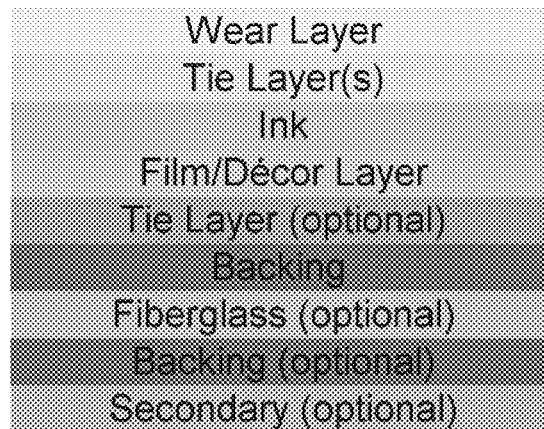 Wear Layer
Tie Layer(s)
Ink
Film/Décor Layer
Tie Layer (optional)
Backing
Fiberglass (optional)
Backing (optional)
Secondary (optional)